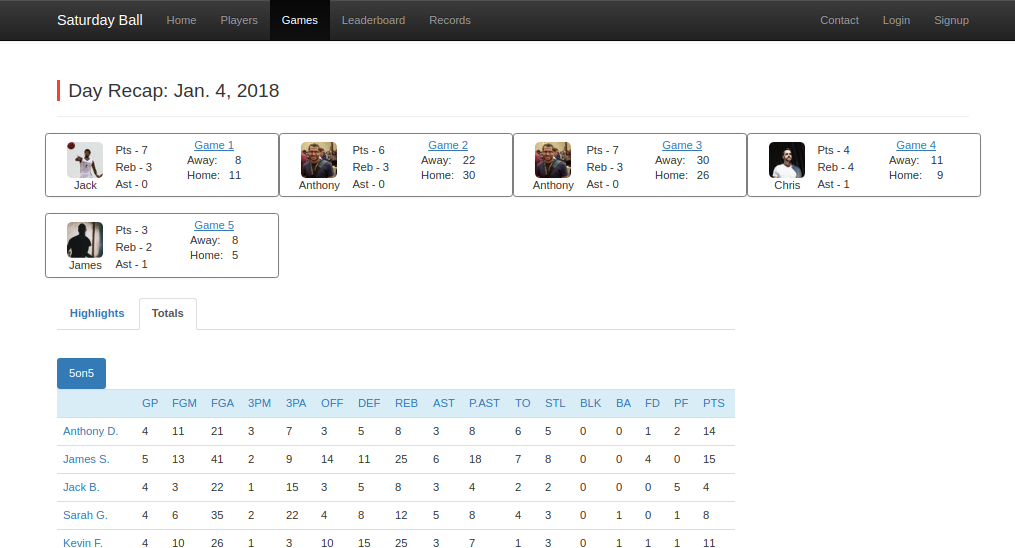 Saturday Ball Home Players Games Leaderboard Records Contact Login Signup
Day Recap: Jan. 4, 2018
Jack
Pts - 7
Reb - 3
Ast - 0
Game 1
Away: 8
Home: 11
Anthony
Pts - 6
Reb - 3
Ast - 0
Game 2
Away: 22
Home: 30
Anthony
Pts - 7
Reb - 3
Ast - 0
Game 3
Away: 30
Home: 26
Chris
Pts - 4
Reb - 4
Ast - 1
Game 4
Away: 11
Home: 9
James
Pts - 3
Reb - 2
Ast - 1
Game 5
Away: 8
Home: 5
Highlights Totals
5on5
GP FGM FGA 3PM 3PA OFF DEF REB AST P.AST TO STL BLK BA FD PF PTS
Anthony D. 4 11 21 3 7 3 5 8 3 8 6 5 0 0 1 2 14
James S. 5 13 41 2 9 14 11 25 6 18 7 8 0 0 4 0 15
Jack B. 4 3 22 1 15 3 5 8 3 4 2 2 0 0 0 5 4
Sarah G. 4 6 35 2 22 4 8 12 5 8 4 3 0 1 0 1 8
Kevin F. 4 10 26 1 3 10 15 25 3 7 1 3 0 1 1 1 11